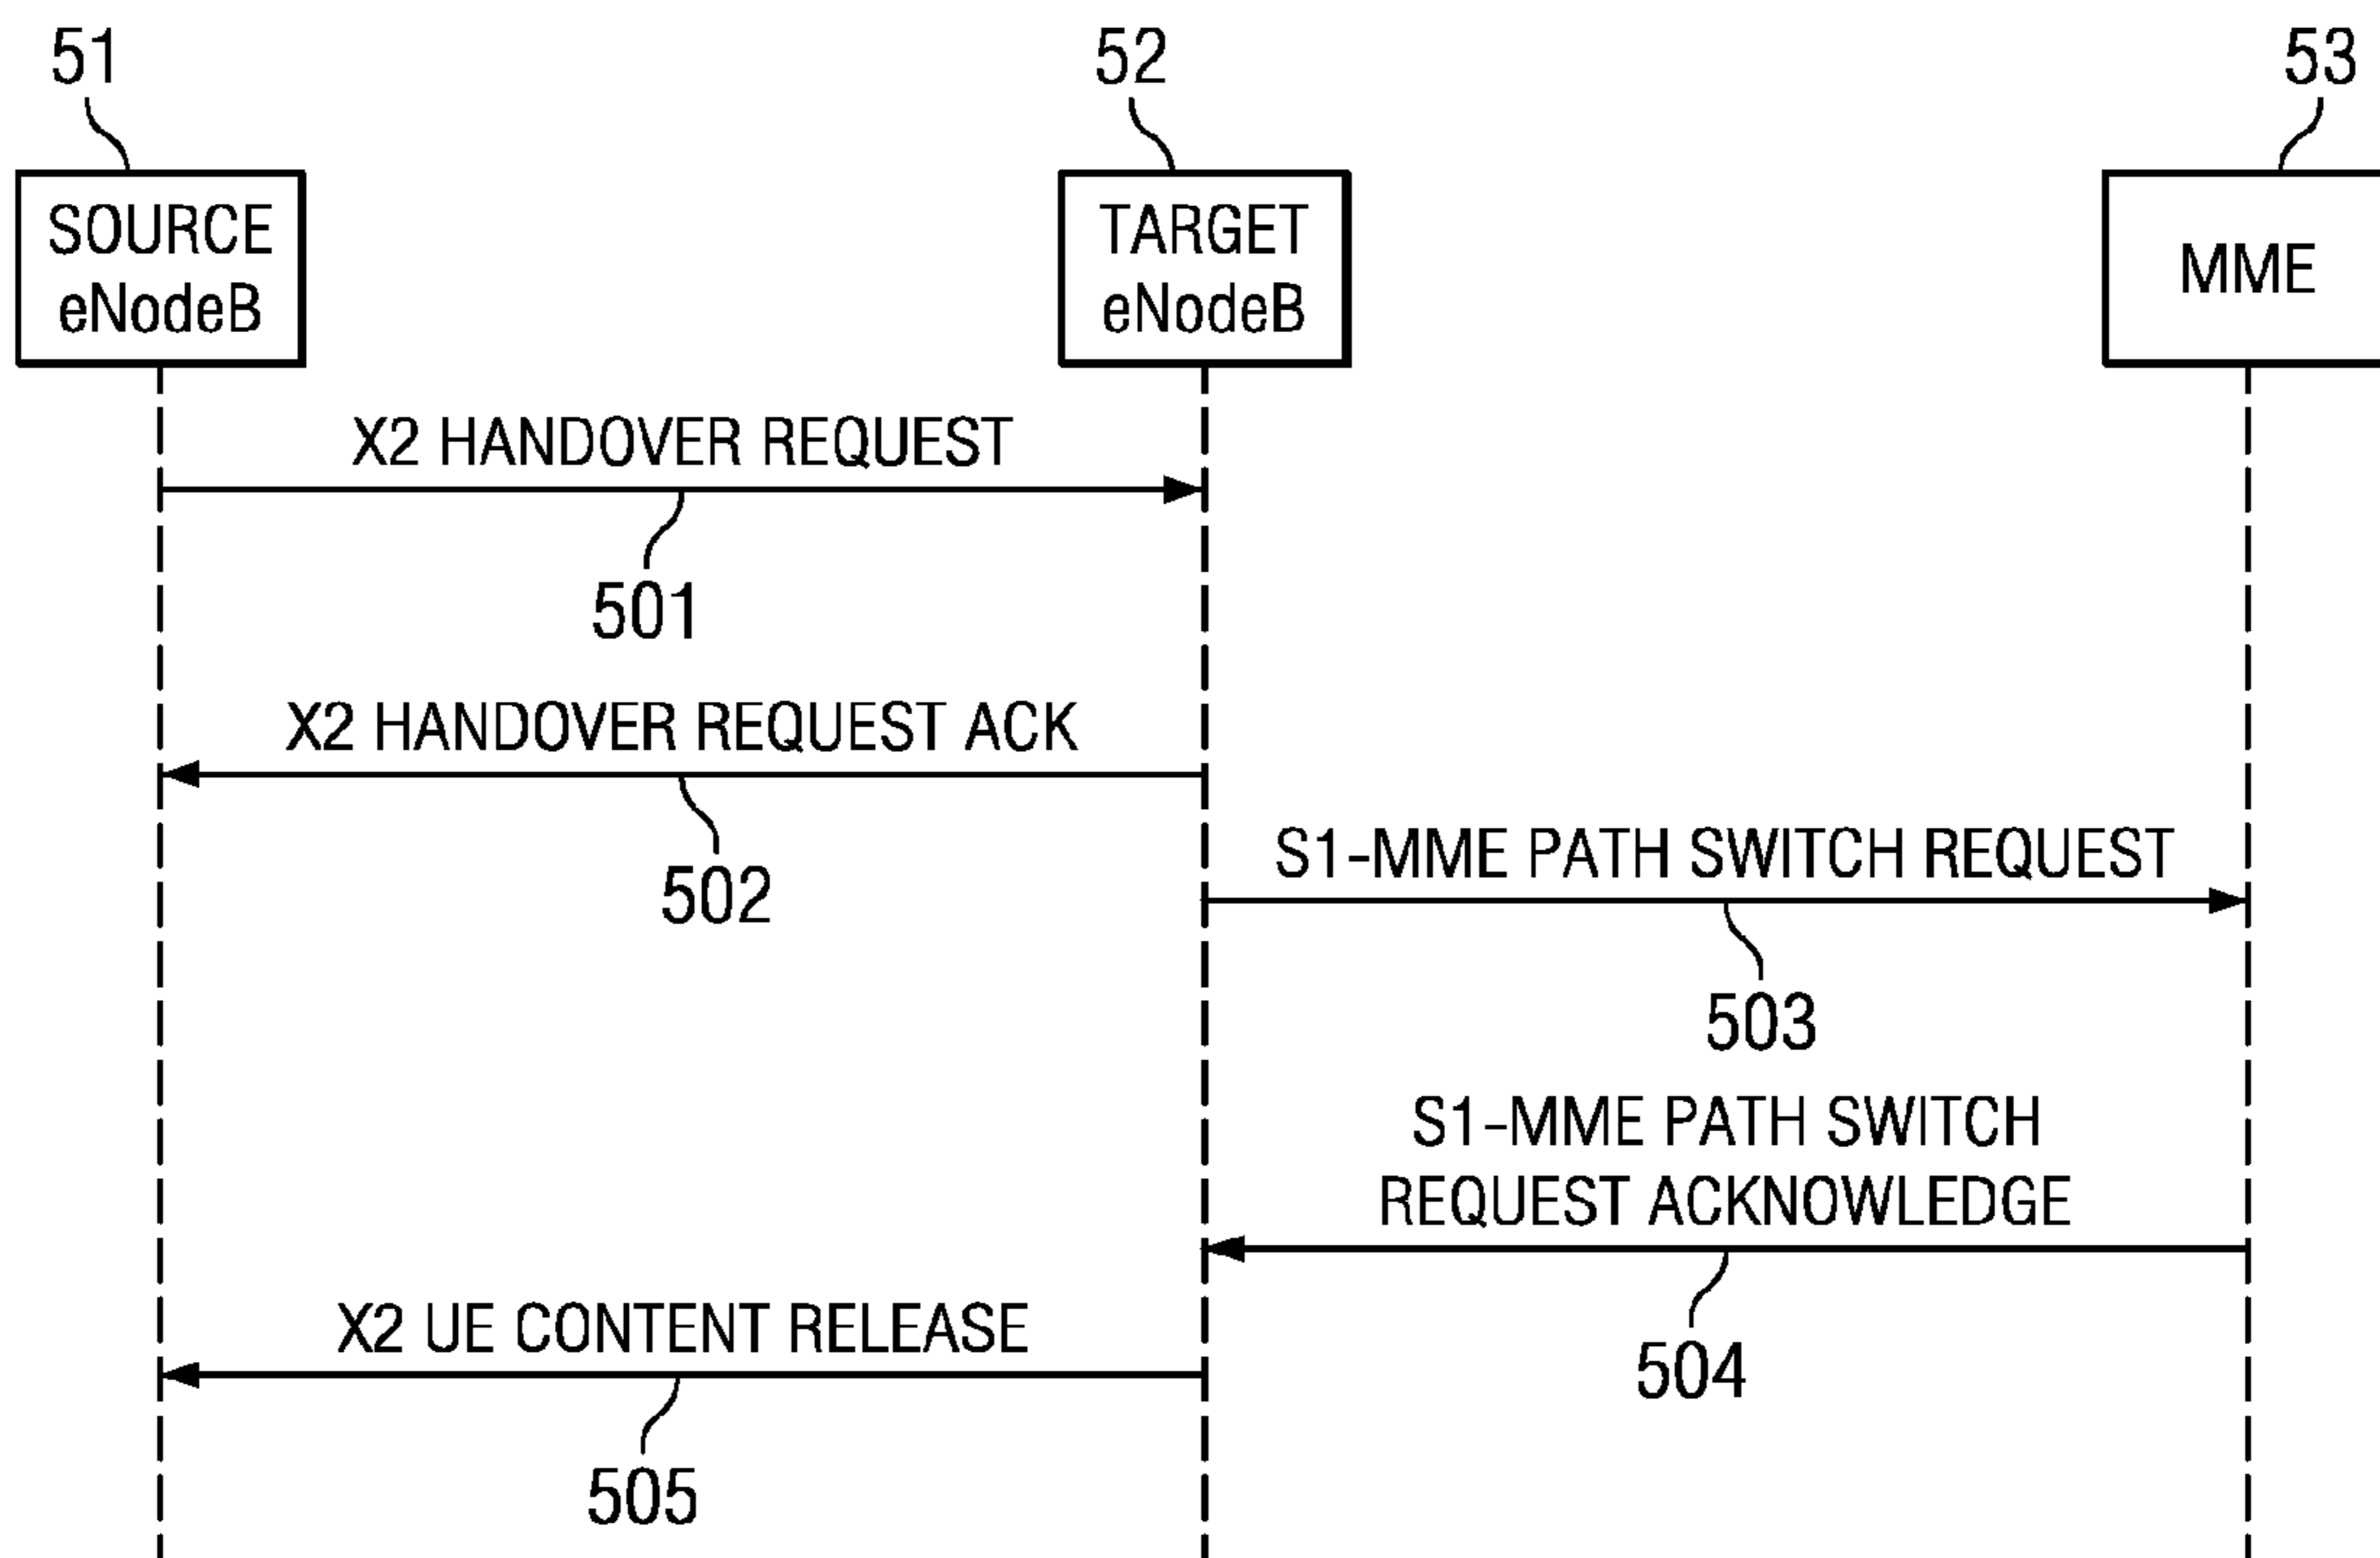 51
52
53
SOURCE
eNodeB
TARGET
eNodeB
MME
X2 HANDOVER REQUEST
501
X2 HANDOVER REQUEST ACK
502
S1-MME PATH SWITCH REQUEST
503
S1-MME PATH SWITCH
REQUEST ACKNOWLEDGE
504
X2 UE CONTENT RELEASE
505